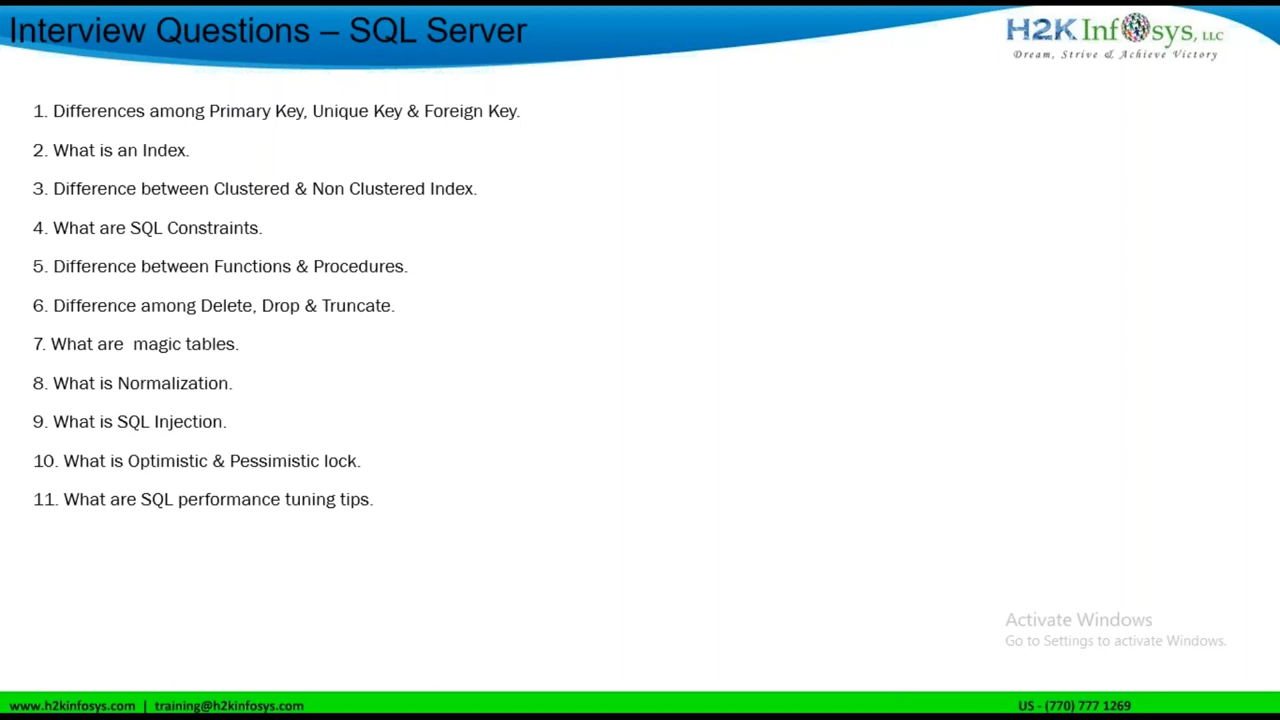 Interview Questions – SQL Server
H2K Infosys, LLC
Dream, Strive & Achieve Victory
1. Differences among Primary Key, Unique Key & Foreign Key.
2. What is an Index.
3. Difference between Clustered & Non Clustered Index.
4. What are SQL Constraints.
5. Difference between Functions & Procedures.
6. Difference among Delete, Drop & Truncate.
7. What are  magic tables.
8. What is Normalization.
9. What is SQL Injection.
10. What is Optimistic & Pessimistic lock.
11. What are SQL performance tuning tips.
Activate Windows
Go to Settings to activate Windows.
www.h2kinfosys.com | training@h2kinfosys.com
US - (770) 777 1269